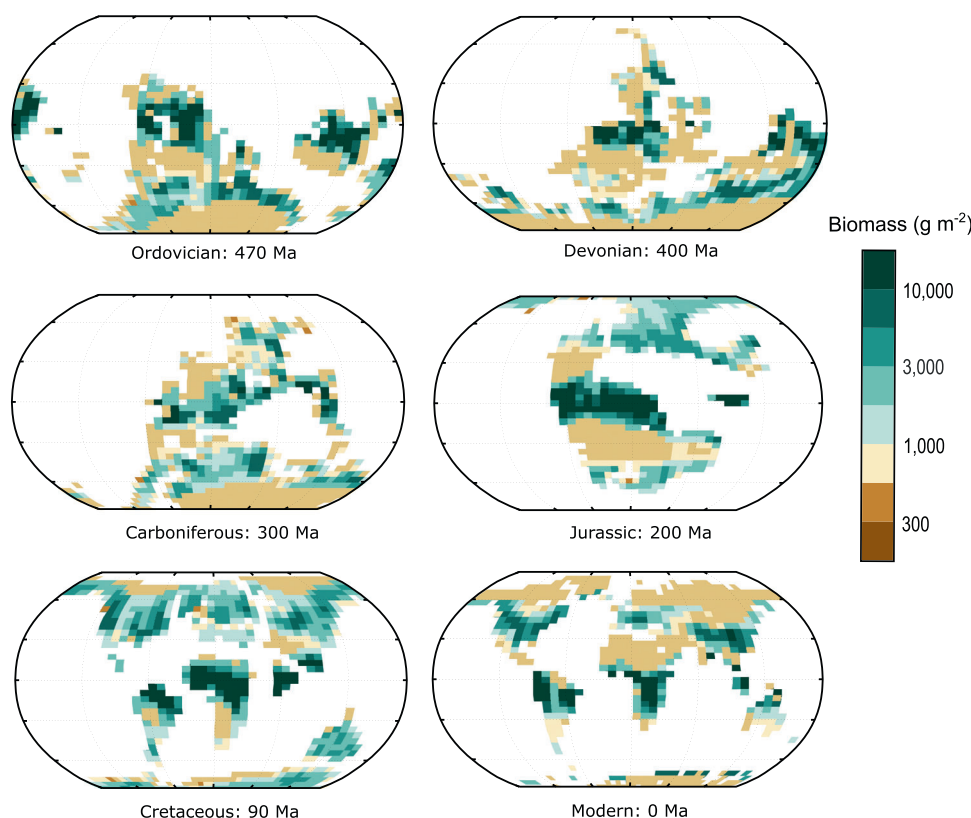 Ordovician: 470 Ma
Devonian: 400 Ma
Biomass (g m⁻²)
10,000
3,000
1,000
300
Carboniferous: 300 Ma
Jurassic: 200 Ma
Cretaceous: 90 Ma
Modern: 0 Ma